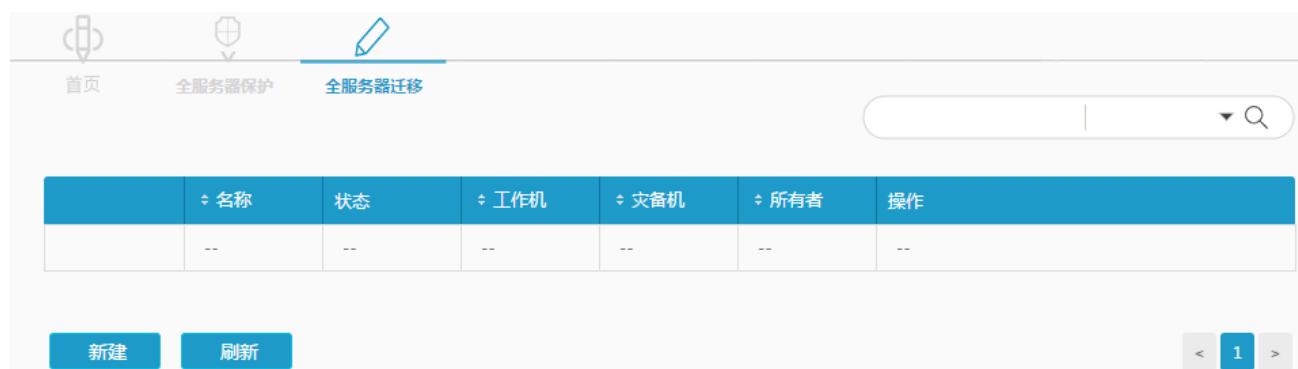 首页 全服务器保护 全服务器迁移
名称 状态 工作机 灾备机 所有者 操作
-- -- -- -- -- --
新建 刷新 < 1 >